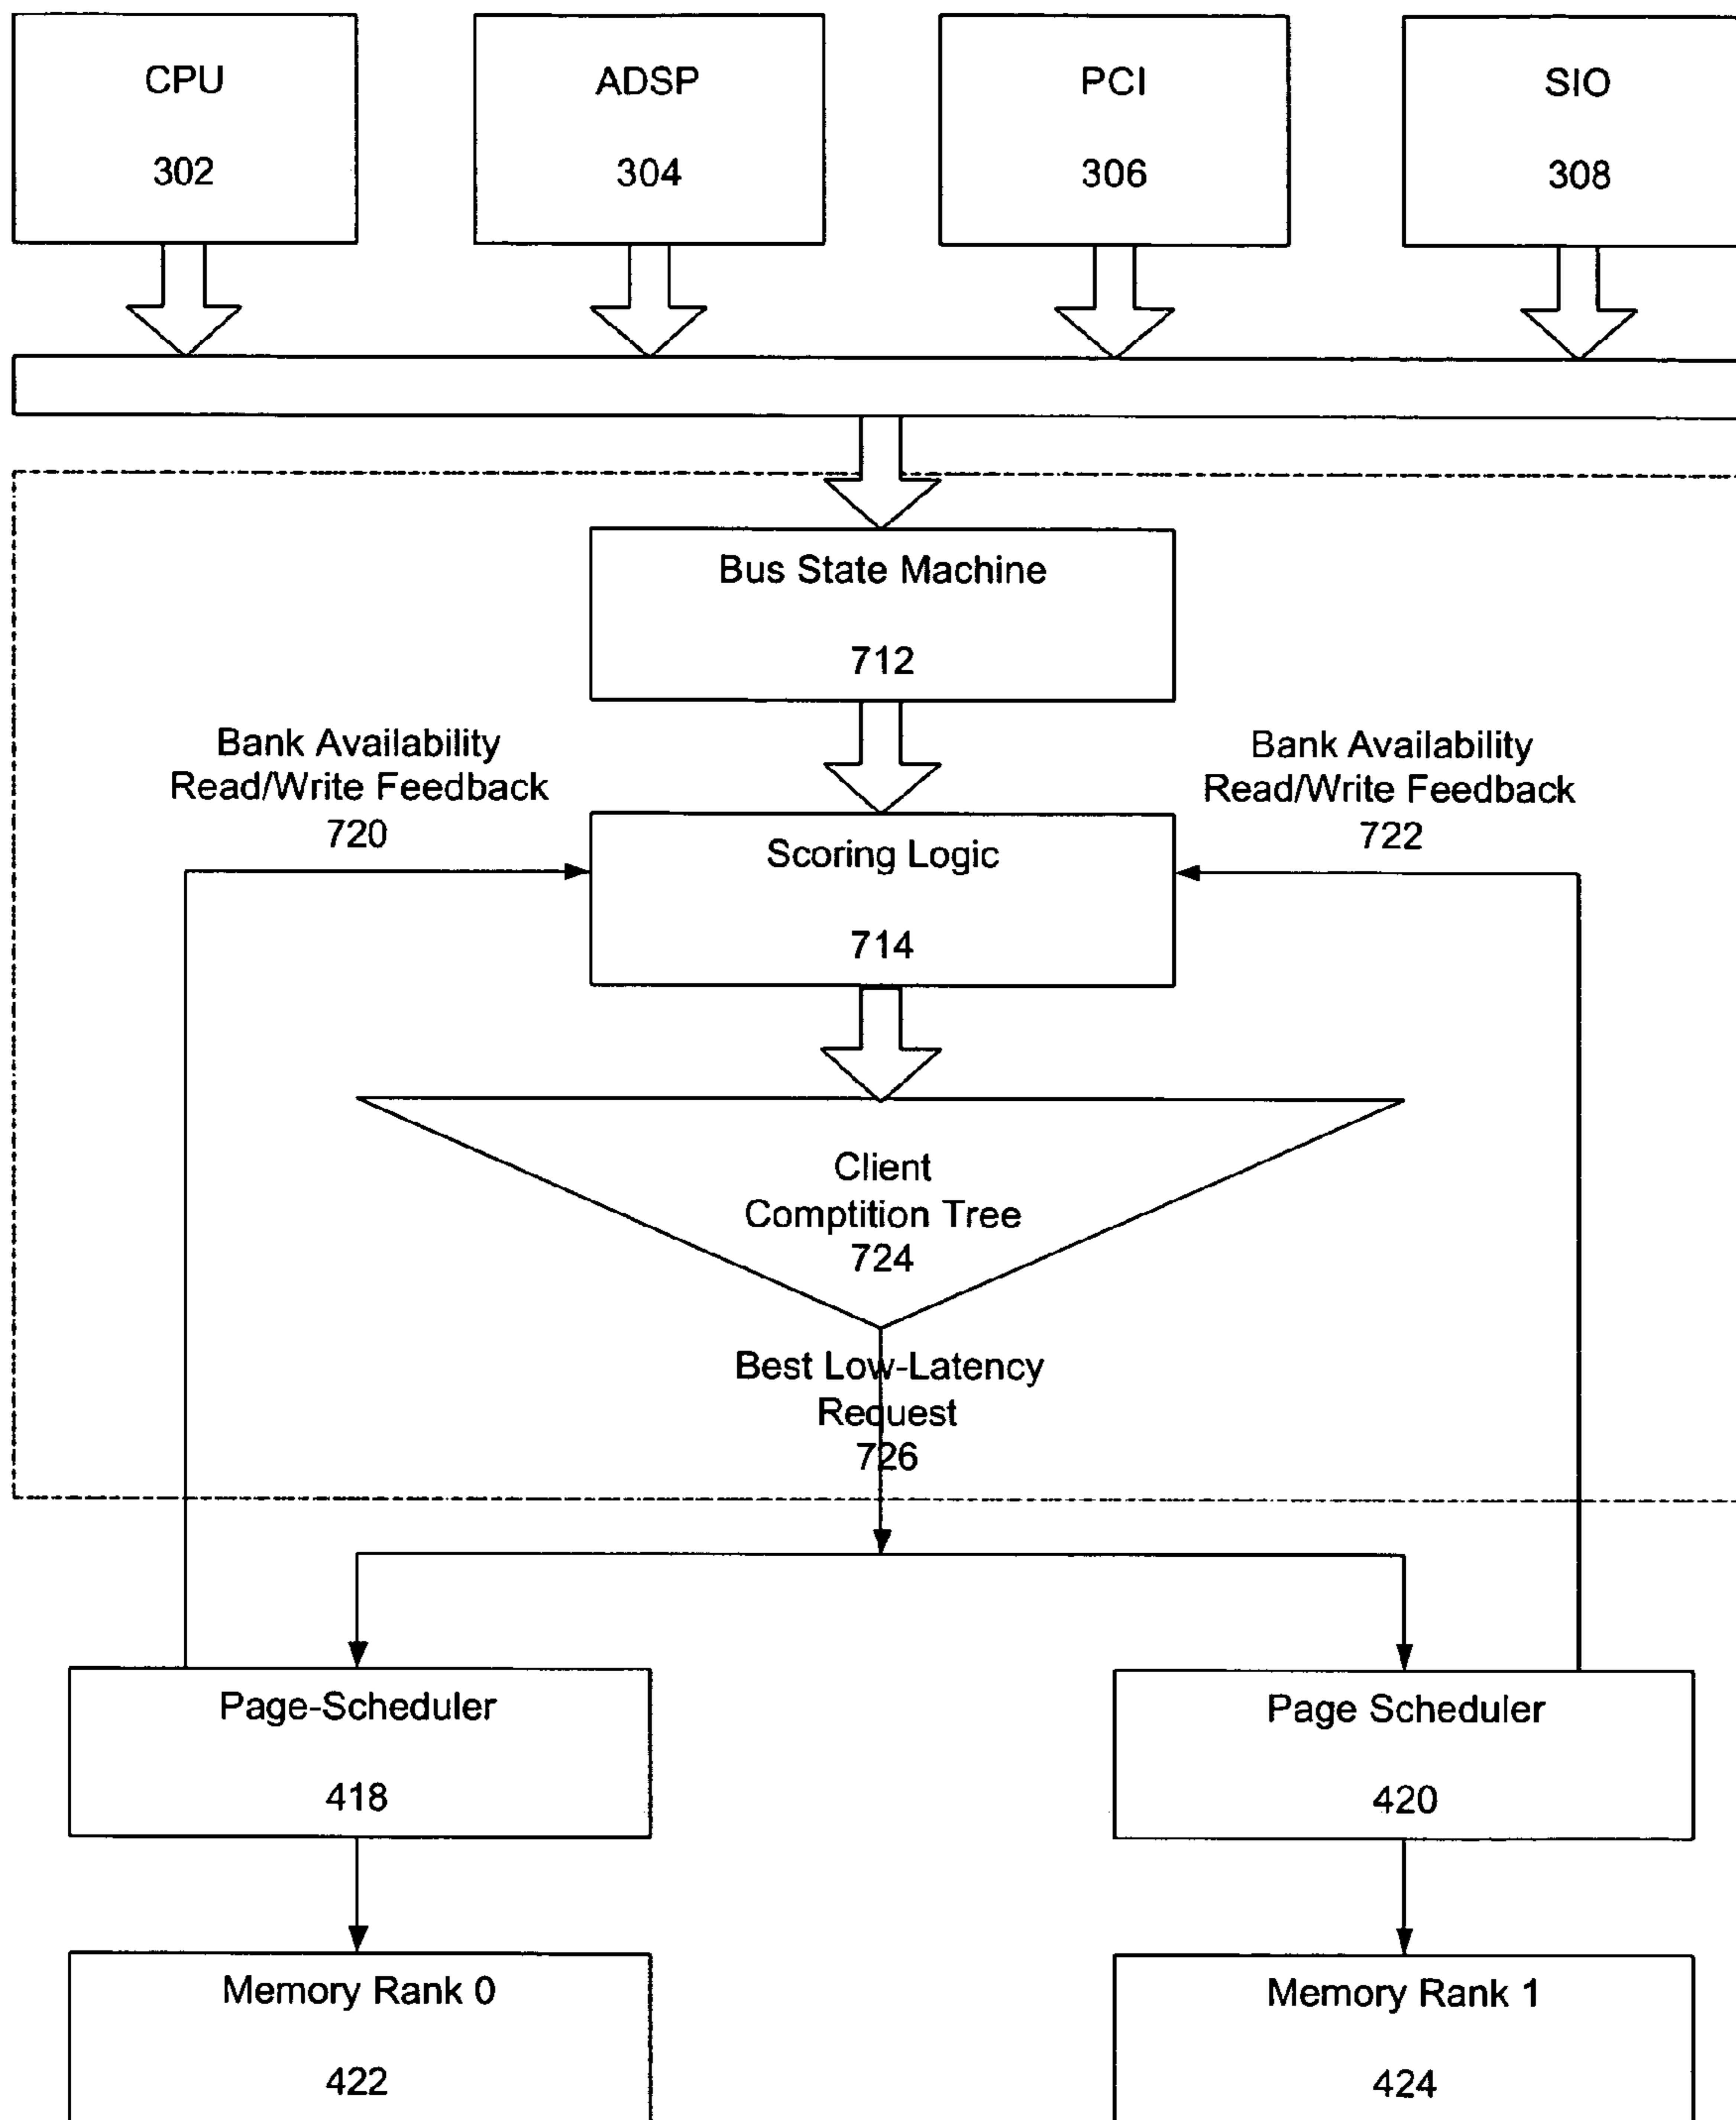 CPU
302
ADSP
304
PCI
306
SIO
308
Bus State Machine
712
Bank Availability
Read/Write Feedback
720
Bank Availability
Read/Write Feedback
722
Scoring Logic
714
Client
Comptition Tree
724
Best Low-Latency
Request
726
Page-Scheduler
418
Page Scheduler
420
Memory Rank 0
422
Memory Rank 1
424